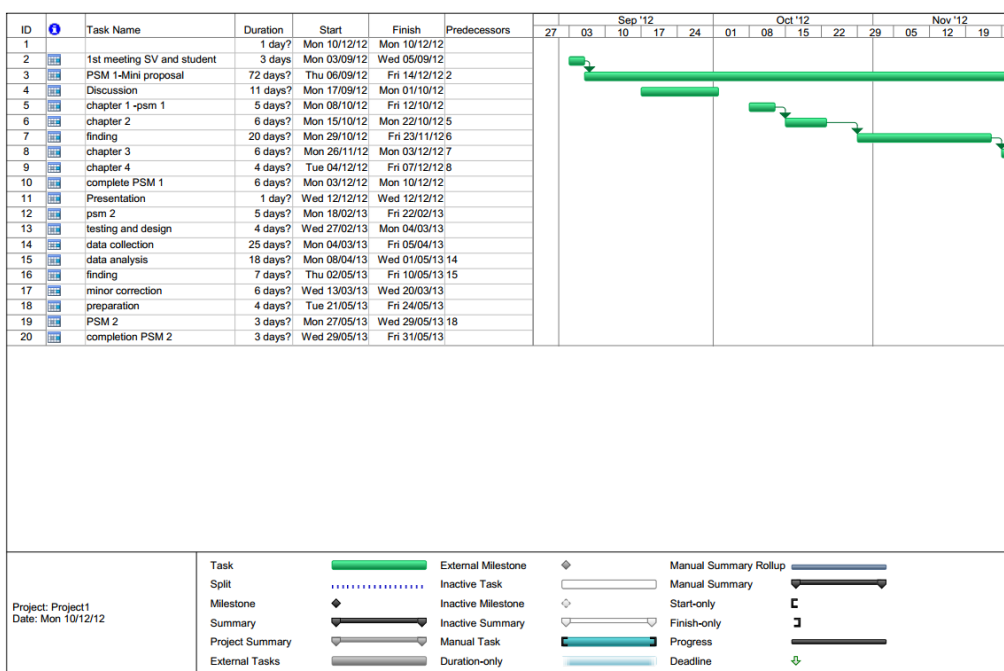 Sep '12 Oct '12 Nov '12
ID Task Name Duration Start Finish Predecessors 27 03 10 17 24 01 08 15 22 29 05 12 19
1 1 day? Mon 10/12/12 Mon 10/12/12
2 1st meeting SV and student 3 days Mon 03/09/12 Wed 05/09/12
3 PSM 1-Mini proposal 72 days? Thu 06/09/12 Fri 14/12/12 2
4 Discussion 11 days? Mon 17/09/12 Mon 01/10/12
5 chapter 1 -psm 1 5 days? Mon 08/10/12 Fri 12/10/12
6 chapter 2 6 days? Mon 15/10/12 Mon 22/10/12 5
7 finding 20 days? Mon 29/10/12 Fri 23/11/12 6
8 chapter 3 6 days? Mon 26/11/12 Mon 03/12/12 7
9 chapter 4 4 days? Tue 04/12/12 Fri 07/12/12 8
10 complete PSM 1 6 days? Mon 03/12/12 Mon 10/12/12
11 Presentation 1 day? Wed 12/12/12 Wed 12/12/12
12 psm 2 5 days? Mon 18/02/13 Fri 22/02/13
13 testing and design 4 days? Wed 27/02/13 Mon 04/03/13
14 data collection 25 days? Mon 04/03/13 Fri 05/04/13
15 data analysis 18 days? Mon 08/04/13 Wed 01/05/13 14
16 finding 7 days? Thu 02/05/13 Fri 10/05/13 15
17 minor correction 6 days? Wed 13/03/13 Wed 20/03/13
18 preparation 4 days? Tue 21/05/13 Fri 24/05/13
19 PSM 2 3 days? Mon 27/05/13 Wed 29/05/13 18
20 completion PSM 2 3 days? Wed 29/05/13 Fri 31/05/13
Project: Project1
Date: Mon 10/12/12
Task External Milestone Manual Summary Rollup
Split Inactive Task Manual Summary
Milestone Inactive Milestone Start-only
Summary Inactive Summary Finish-only
Project Summary Manual Task Progress
External Tasks Duration-only Deadline